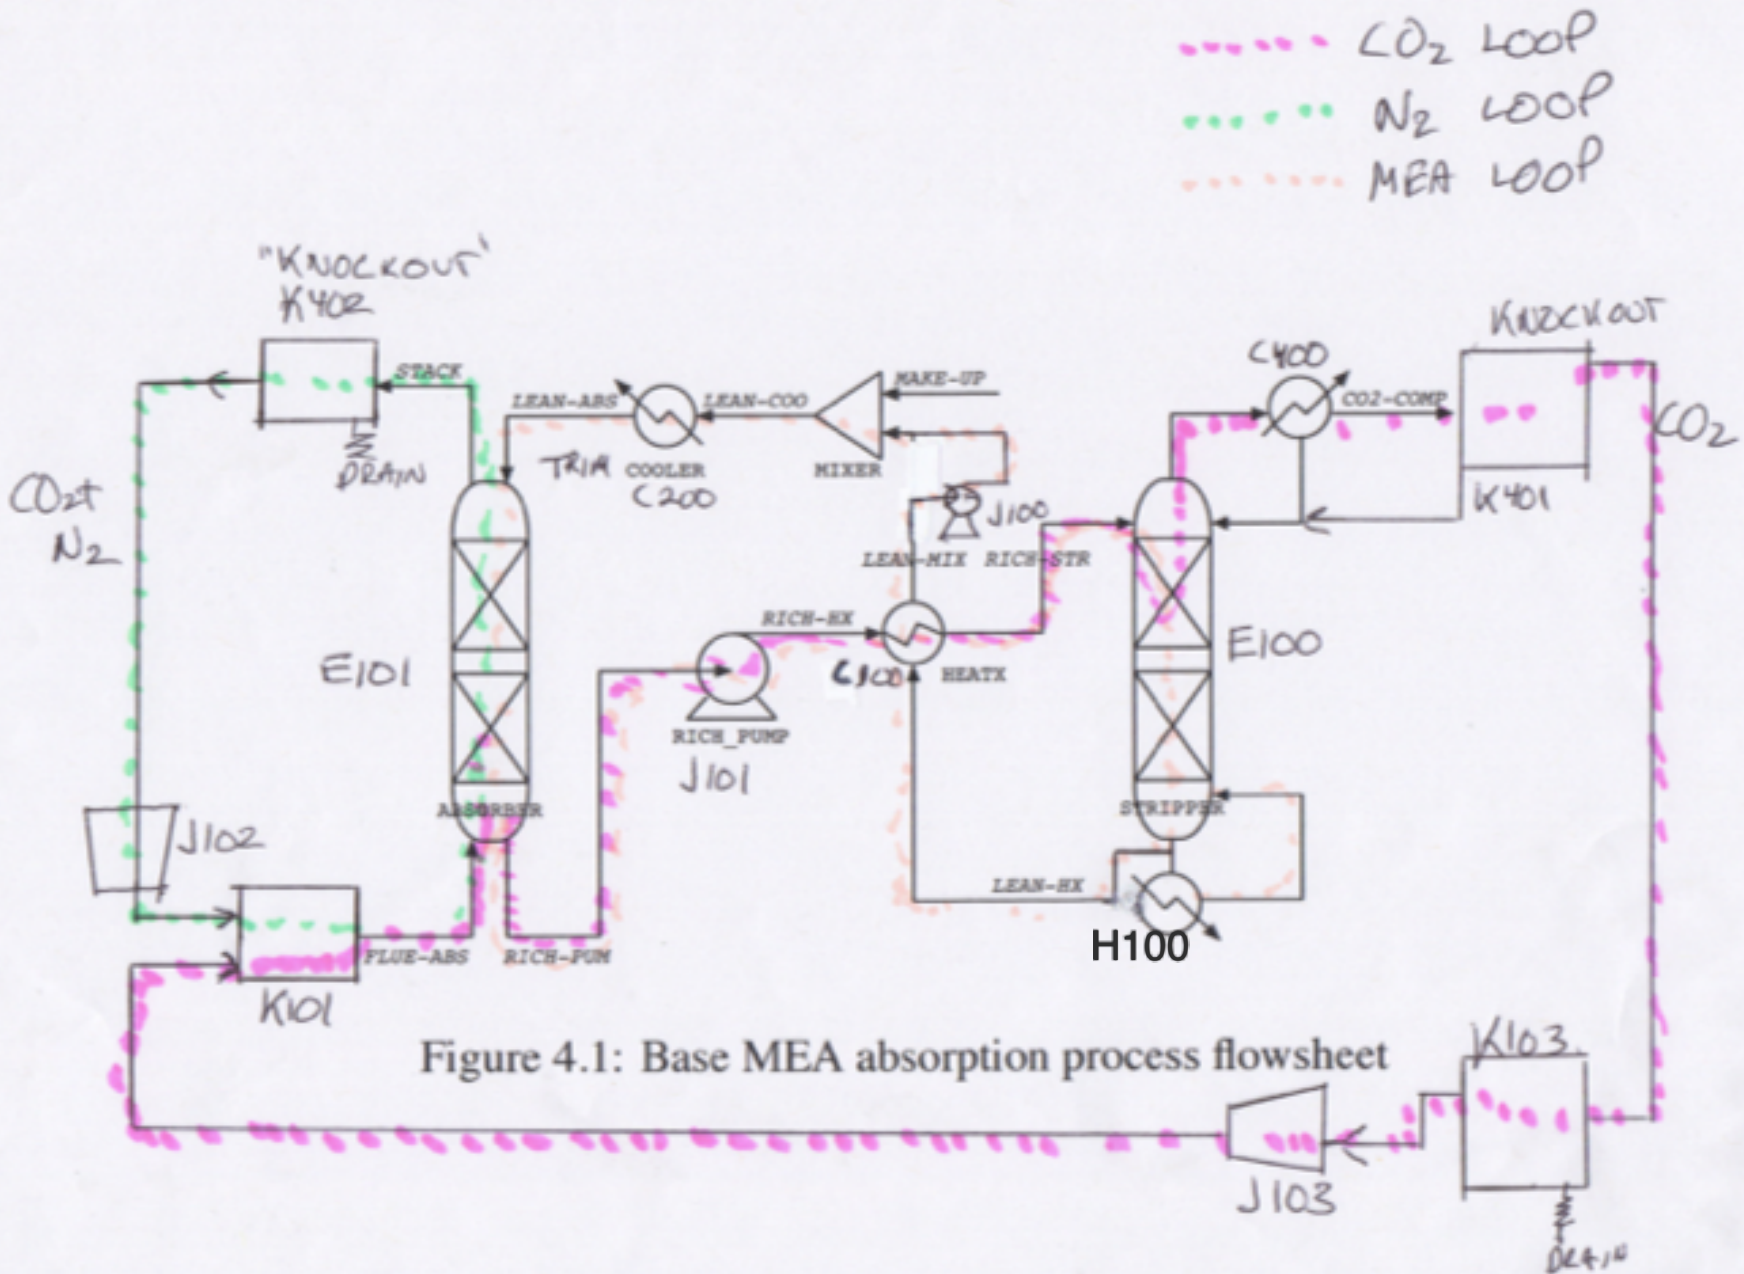 CO2 LOOP
N2 LOOP
MEA LOOP
"KNOCKOUT"
K402
STACK
DRAIN
CO2+
N2
LEAN-ABS
LEAN-COO
MAKE-UP
TRIM COOLER
C200
MIXER
J100
LEAN-MIX
RICH-STR
C400
CO2-COMP
KNOCKOUT
K401
CO2
E101
RICH-HX
C100
HEATX
E100
RICH_PUMP
J101
ABSORBER
STRIPPER
J102
LEAN-HX
H100
FLUE-ABS
RICH-PUM
K101
Figure 4.1: Base MEA absorption process flowsheet
K103
J103
DRAIN